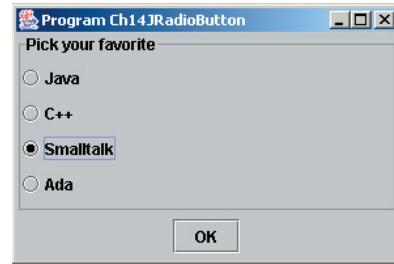 Program Ch14JRadioButton
Pick your favorite
Java
C++
Smalltalk
Ada
OK